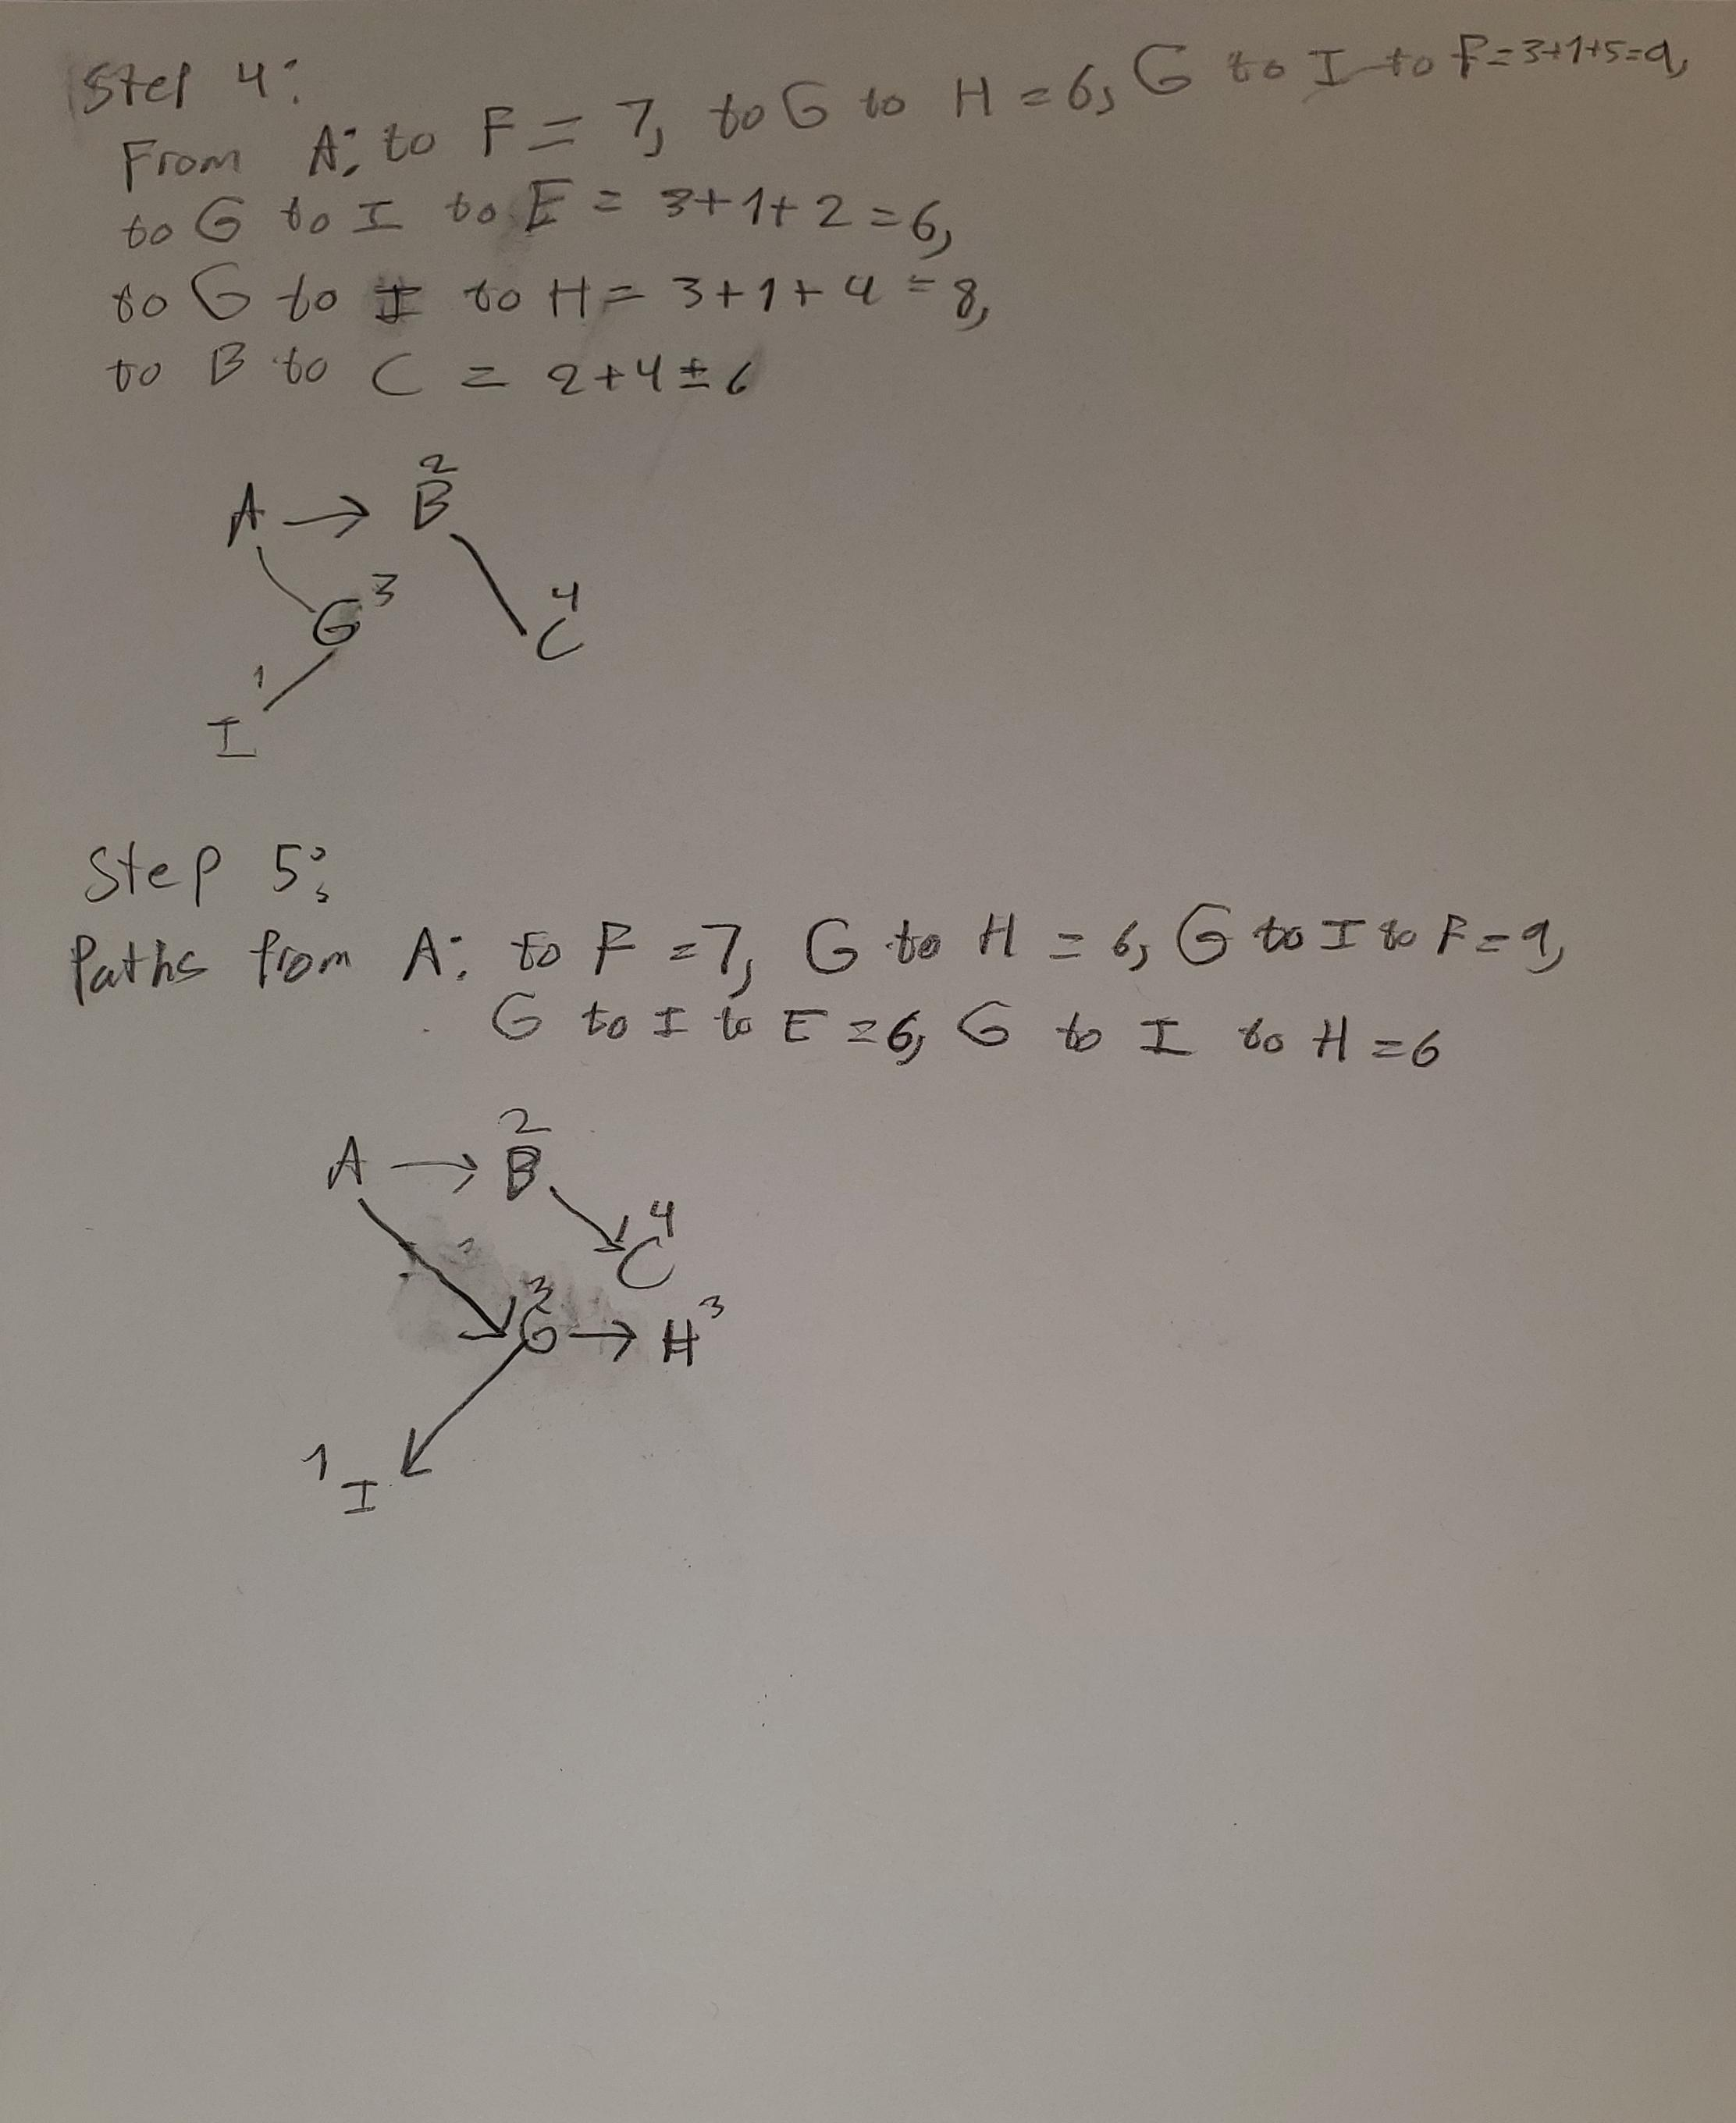 Step 4:
From A: to F = 7, to G to H = 6, G to I to F = 3+1+5=9,
to G to I to E = 3+1+2=6,
to G to I to H = 3+1+4=8,
to B to C = 2+4=6
2
A → B
3
4
G
C
1
I
Step 5:
Paths from A: to F =7, G to H = 6, G to I to F=9,
G to I to E =6, G to I to H =6
2
A → B
4
C
3
3
G → H
1
I